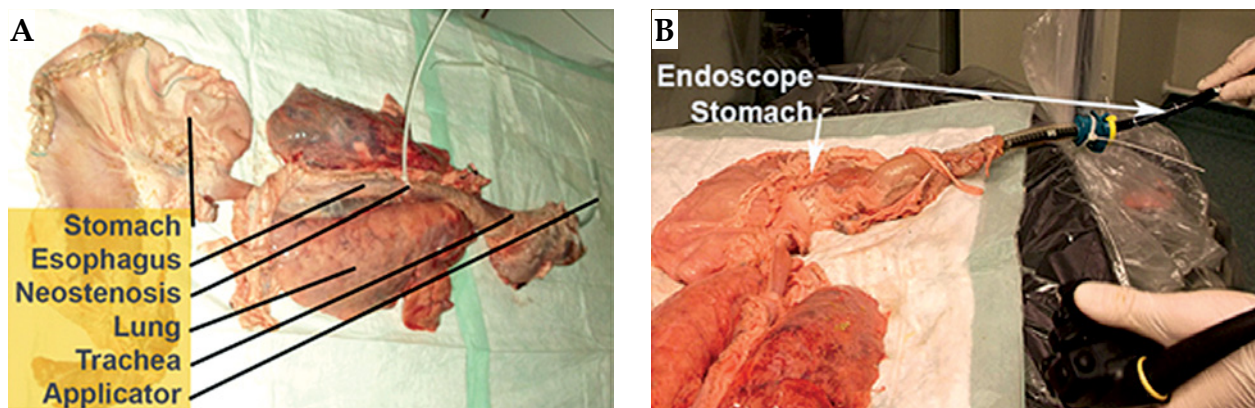 A
Stomach
Esophagus
Neostenosis
Lung
Trachea
Applicator
B
Endoscope
Stomach